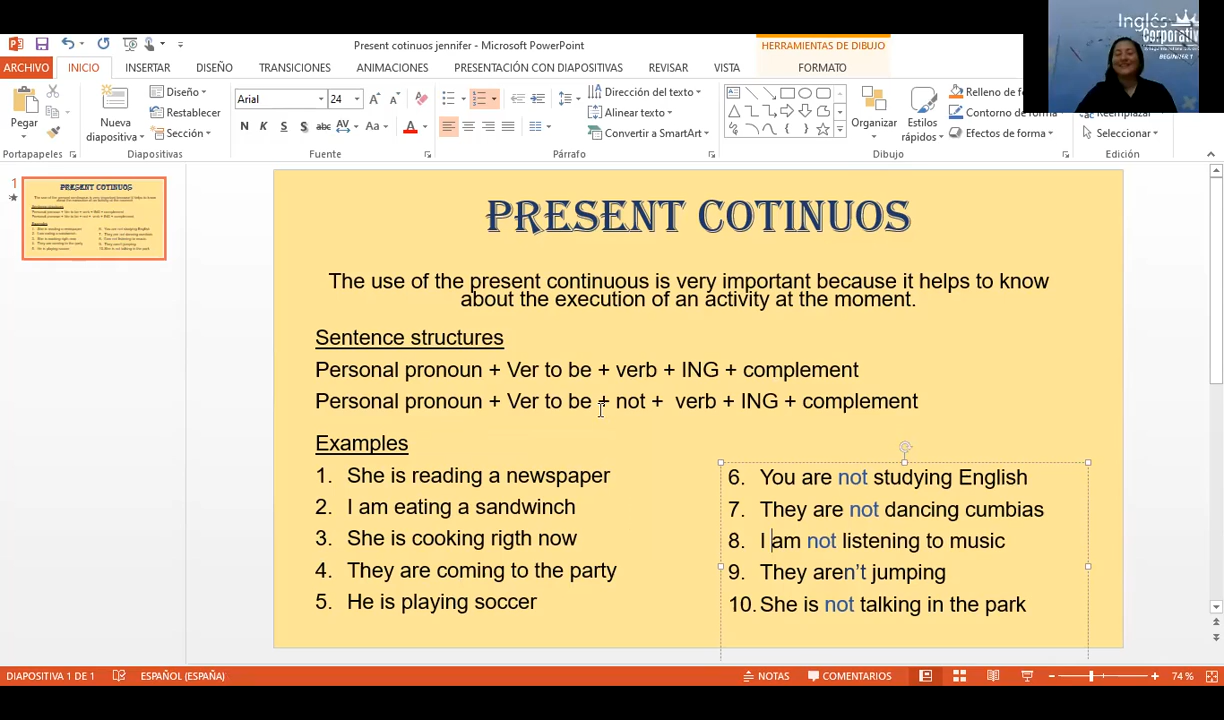 Present cotinuos jennifer - Microsoft PowerPoint
HERRAMIENTAS DE DIBUJO
Inglés
Corporativo
BEGINNER 1
ARCHIVO INICIO INSERTAR DISEÑO TRANSICIONES ANIMACIONES PRESENTACIÓN CON DIAPOSITIVAS REVISAR VISTA FORMATO
Pegar
Nueva
diapositiva
Diseño
Restablecer
Sección
Arial 24
N K S S abc AV Aa A
Dirección del texto
Alinear texto
Convertir a SmartArt
Organizar
Estilos
rápidos
Relleno de fo
Contorno de fo
Efectos de forma
Reemplazar
Seleccionar
Portapapeles Diapositivas Fuente Párrafo Dibujo Edición
1
PRESENT COTINUOS
The use of the present continuous is very important because it helps to know
about the execution of an activity at the moment.
Sentence structures
Personal pronoun + Ver to be + verb + ING + complement
Personal pronoun + Ver to be + not + verb + ING + complement
Examples
1. She is reading a newspaper
2. I am eating a sandwinch
3. She is cooking rigth now
4. They are coming to the party
5. He is playing soccer
6. You are not studying English
7. They are not dancing cumbias
8. I am not listening to music
9. They aren't jumping
10. She is not talking in the park
DIAPOSITIVA 1 DE 1 ESPAÑOL (ESPAÑA) NOTAS COMENTARIOS 74 %